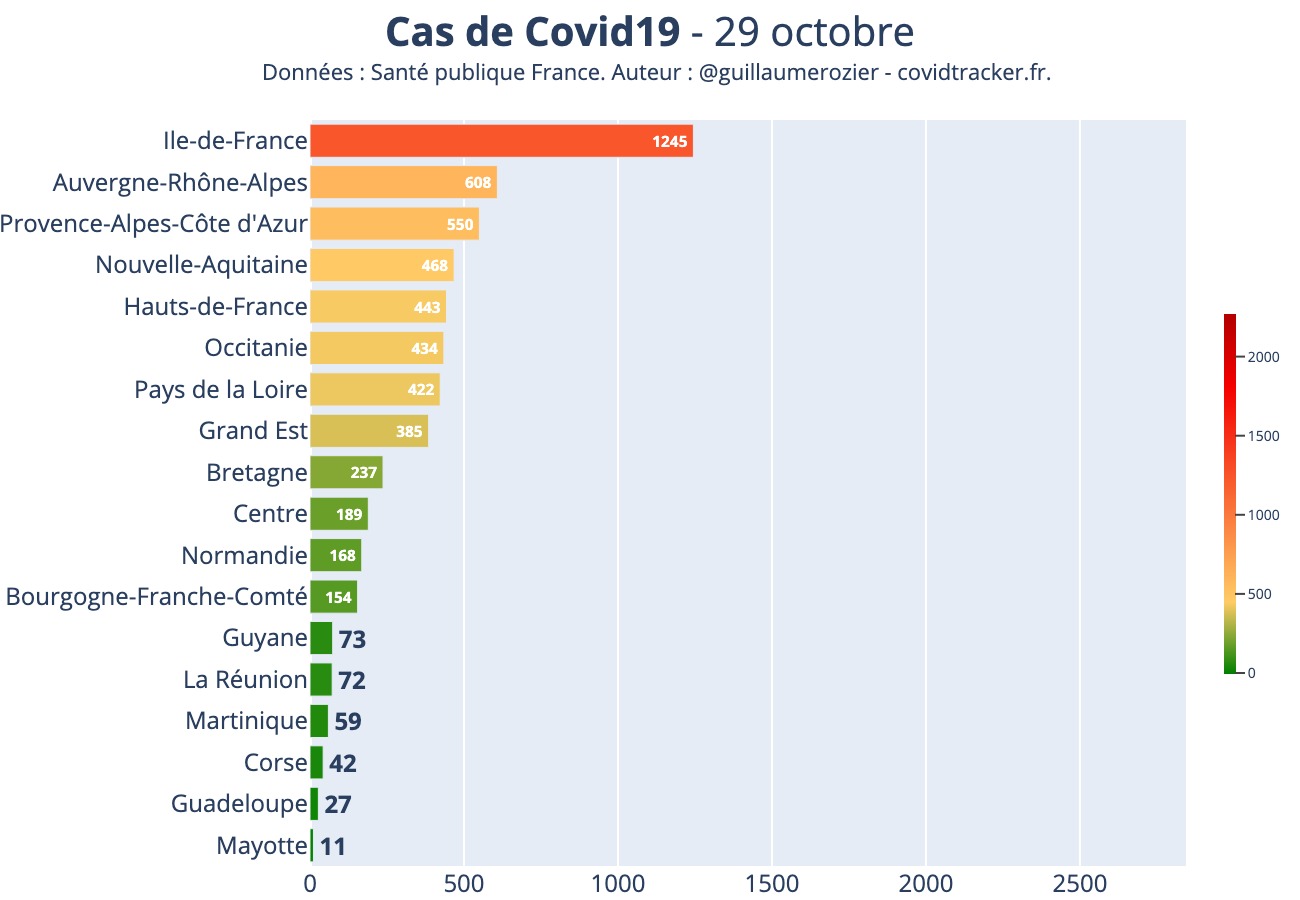 Cas de Covid19 - 29 octobre
Données : Santé publique France. Auteur : @guillaumerozier - covidtracker.fr.
Ile-de-France 1245
Auvergne-Rhône-Alpes 608
Provence-Alpes-Côte d'Azur 550
Nouvelle-Aquitaine 468
Hauts-de-France 443
Occitanie 434
Pays de la Loire 422
Grand Est 385
Bretagne 237
Centre 189
Normandie 168
Bourgogne-Franche-Comté 154
Guyane 73
La Réunion 72
Martinique 59
Corse 42
Guadeloupe 27
Mayotte 11
0 500 1000 1500 2000 2500
2000
1500
1000
500
0